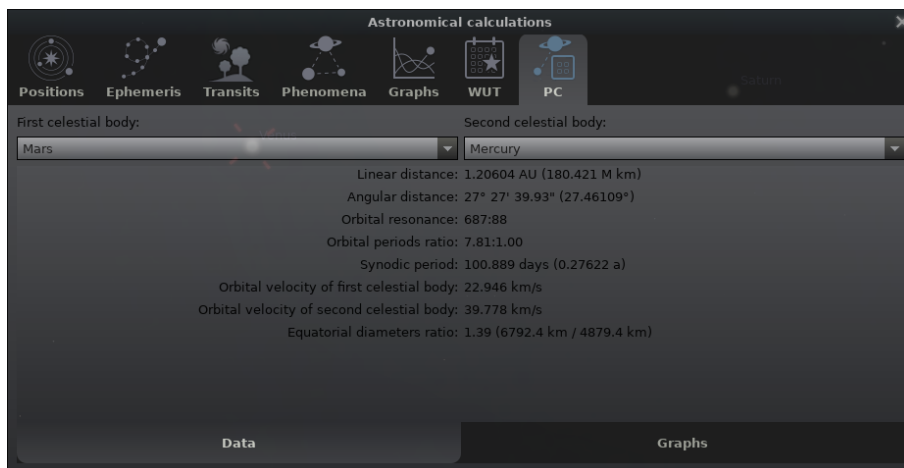 Astronomical calculations
Positions Ephemeris Transits Phenomena Graphs WUT PC
Saturn
First celestial body: Second celestial body:
Mars Mercury
Linear distance: 1.20604 AU (180.421 M km)
Angular distance: 27° 27' 39.93" (27.46109°)
Orbital resonance: 687:88
Orbital periods ratio: 7.81:1.00
Synodic period: 100.889 days (0.27622 a)
Orbital velocity of first celestial body: 22.946 km/s
Orbital velocity of second celestial body: 39.778 km/s
Equatorial diameters ratio: 1.39 (6792.4 km / 4879.4 km)
Data Graphs